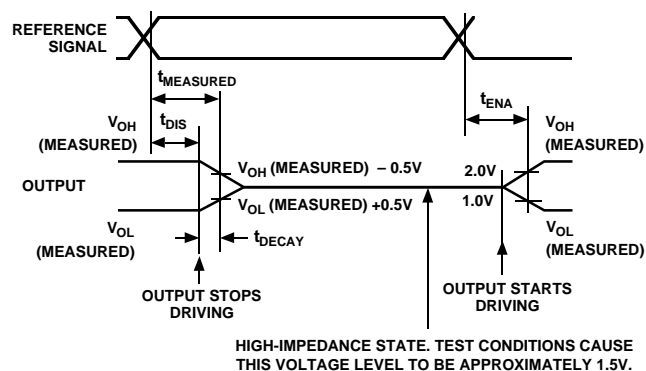 REFERENCE
SIGNAL
tMEASURED
tDIS
tENA
VOH
(MEASURED)
VOH
(MEASURED)
VOH (MEASURED) – 0.5V
2.0V
OUTPUT
VOL (MEASURED) +0.5V
1.0V
VOL
(MEASURED)
tDECAY
VOL
(MEASURED)
OUTPUT STOPS
DRIVING
OUTPUT STARTS
DRIVING
HIGH-IMPEDANCE STATE. TEST CONDITIONS CAUSE
THIS VOLTAGE LEVEL TO BE APPROXIMATELY 1.5V.